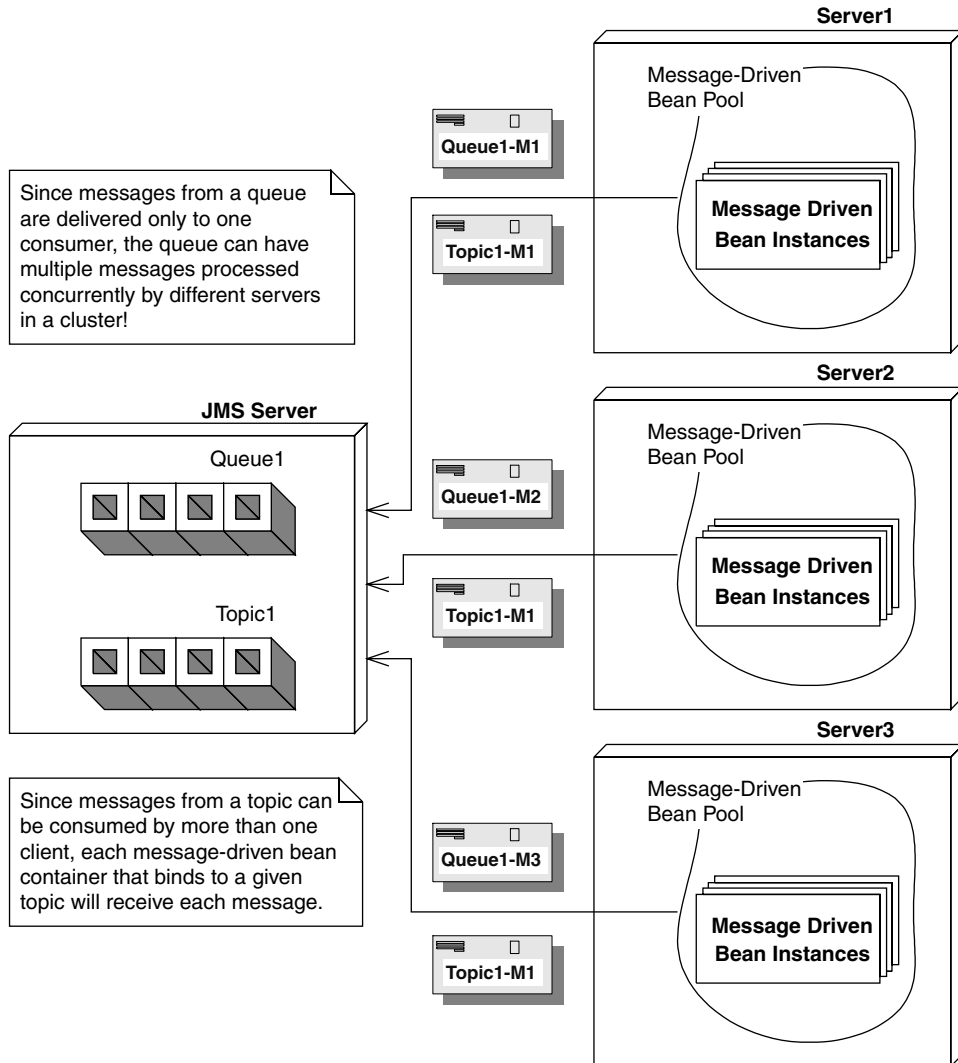 Server1
Message-Driven
Bean Pool
Queue1-M1
Topic1-M1
Message Driven
Bean Instances
Since messages from a queue
are delivered only to one
consumer, the queue can have
multiple messages processed
concurrently by different servers
in a cluster!
Server2
JMS Server
Queue1
Message-Driven
Bean Pool
Queue1-M2
Topic1-M1
Message Driven
Bean Instances
Topic1
Server3
Since messages from a topic can
be consumed by more than one
client, each message-driven bean
container that binds to a given
topic will receive each message.
Message-Driven
Bean Pool
Queue1-M3
Topic1-M1
Message Driven
Bean Instances